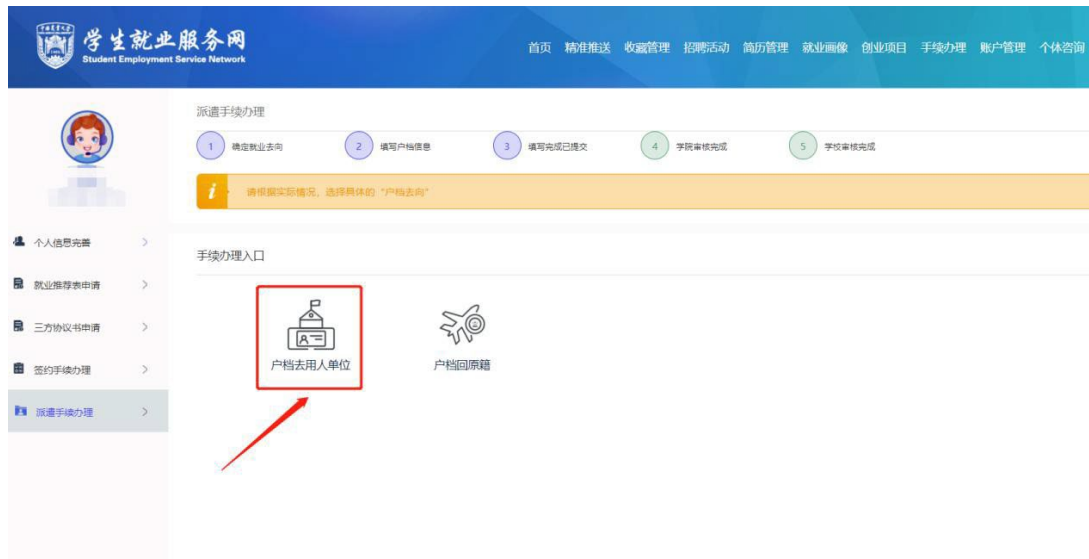 学生就业服务网
Student Employment Service Network
首页 精准推送 收藏管理 招聘活动 简历管理 就业画像 创业项目 手续办理 账户管理 个体咨询
派遣手续办理
1 确定就业去向 2 填写户档信息 3 填写完成已提交 4 学院审核完成 5 学校审核完成
i 请根据实际情况，选择具体的“户档去向”
个人信息完善
就业推荐表申请
三方协议书申请
签约手续办理
派遣手续办理
手续办理入口
户档去用人单位 户档回原籍